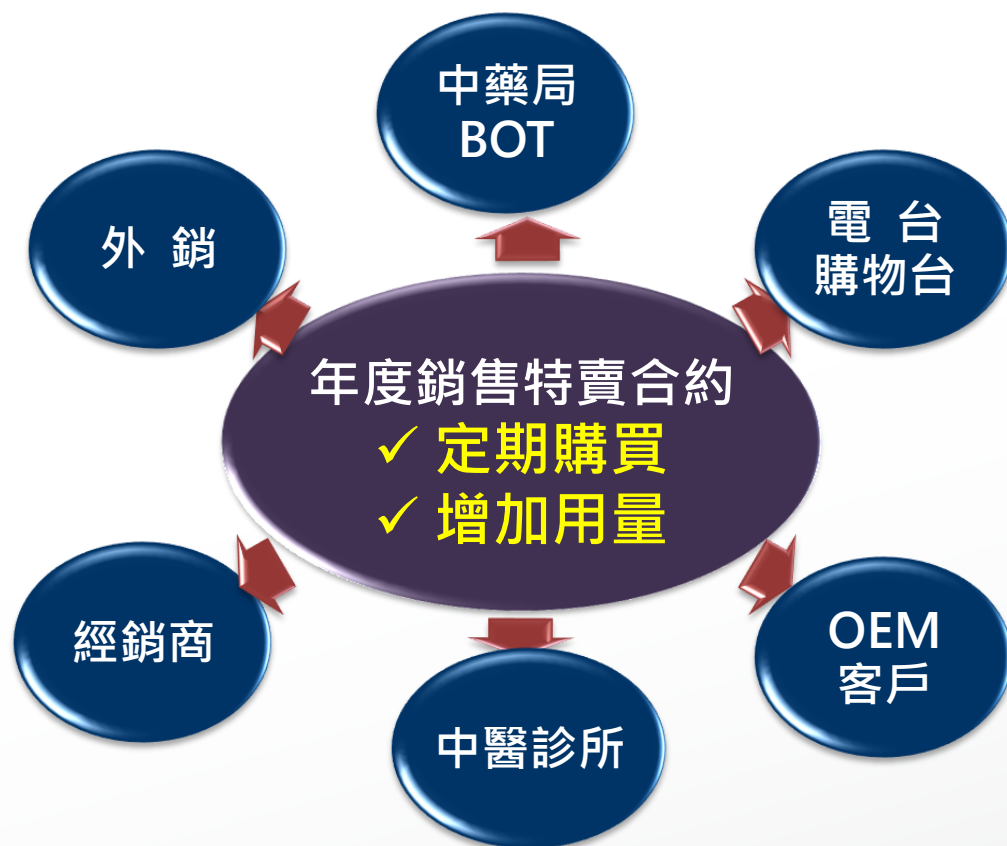 中藥局
BOT
外 銷
電 台
購物台
年度銷售特賣合約
✓ 定期購買
✓ 增加用量
經銷商
OEM
客戶
中醫診所